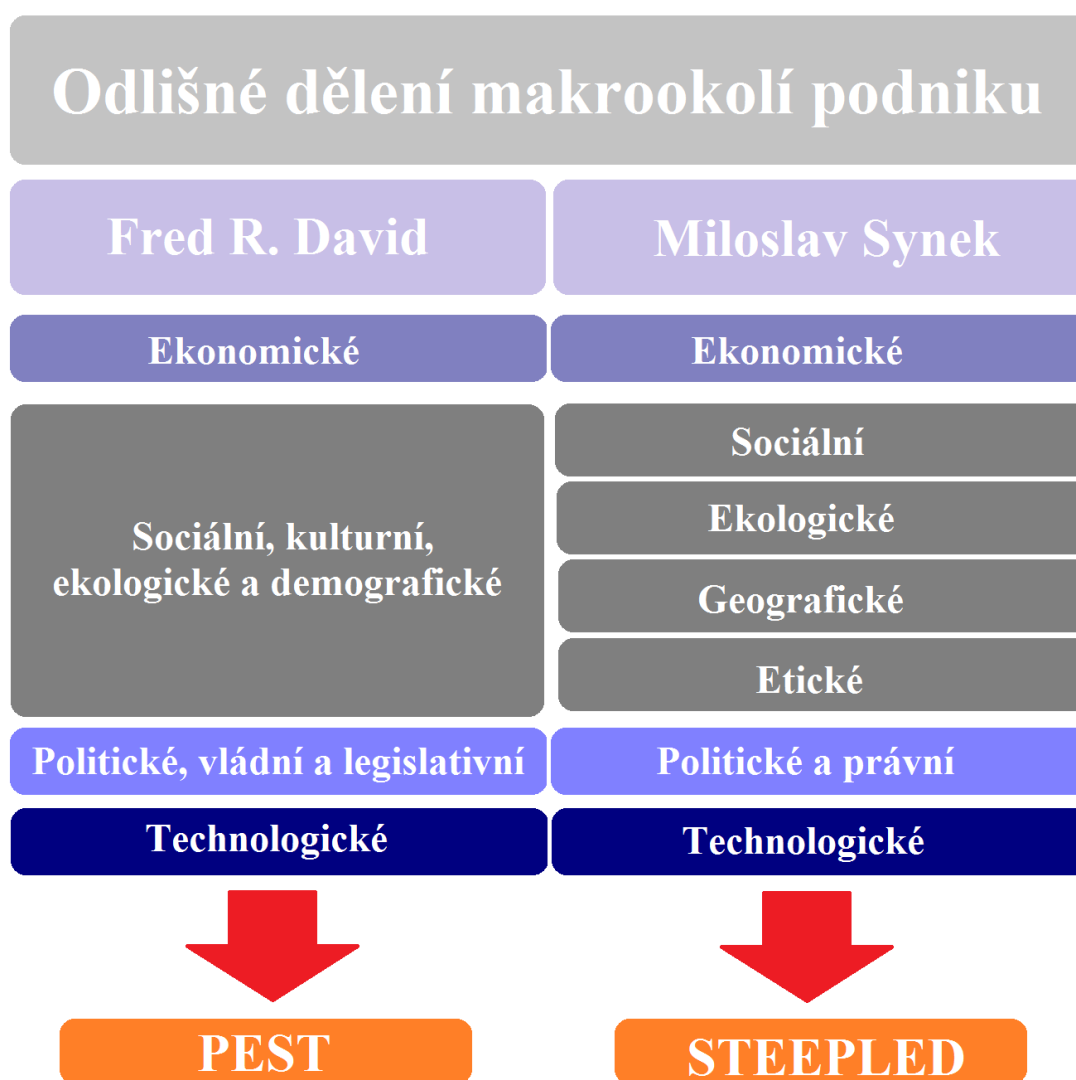 Odlišné dělení makrookolí podniku
Fred R. David
Miloslav Synek
Ekonomické
Ekonomické
Sociální, kulturní,
ekologické a demografické
Sociální
Ekologické
Geografické
Etické
Politické, vládní a legislativní
Politické a právní
Technologické
Technologické
PEST
STEEPLED